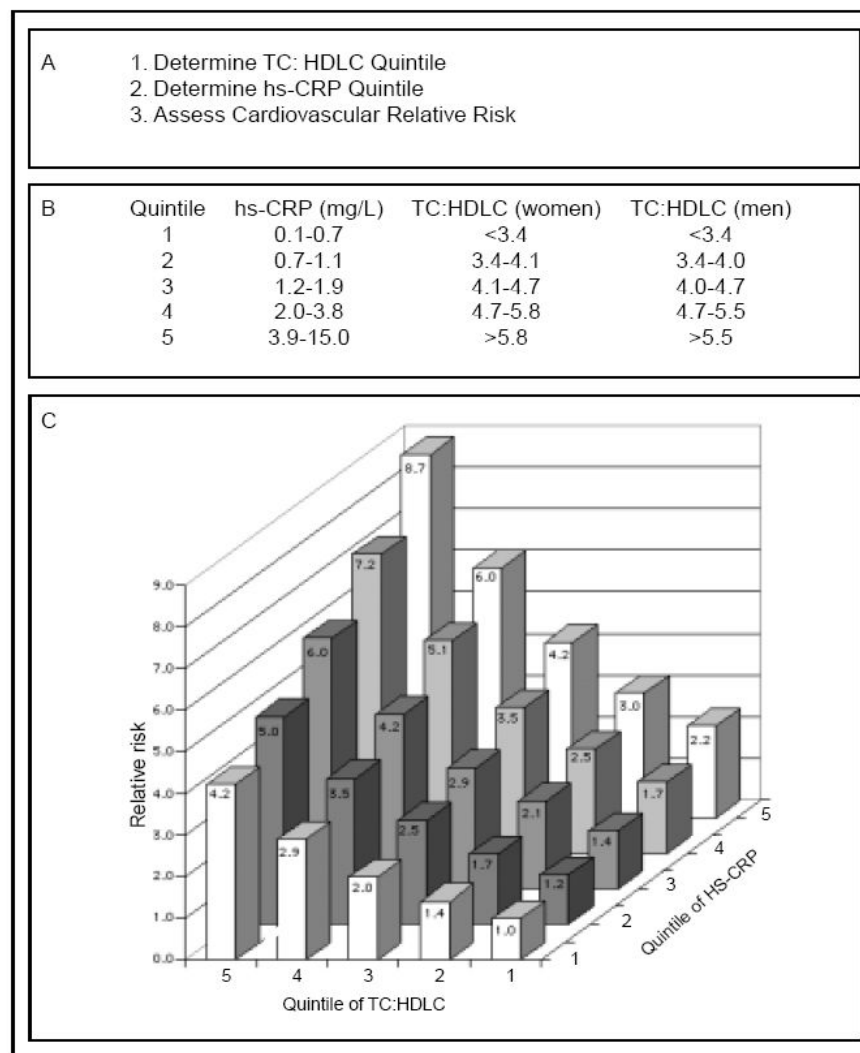 A
1. Determine TC: HDLC Quintile
2. Determine hs-CRP Quintile
3. Assess Cardiovascular Relative Risk
B
Quintile hs-CRP (mg/L) TC:HDLC (women) TC:HDLC (men)
1 0.1-0.7 <3.4 <3.4
2 0.7-1.1 3.4-4.1 3.4-4.0
3 1.2-1.9 4.1-4.7 4.0-4.7
4 2.0-3.8 4.7-5.8 4.7-5.5
5 3.9-15.0 >5.8 >5.5
C
9.0
8.0
7.0
6.0
5.0
4.0
3.0
2.0
1.0
0.0
Relative risk
8.7 6.0 4.2 3.0 2.2
7.2 5.1 3.5 2.5 1.7
6.0 4.2 2.9 2.1 1.4
5.0 3.5 2.5 1.7 1.2
4.2 2.9 2.0 1.4 1.0
5 4 3 2 1
Quintile of TC:HDLC
1 2 3 4 5
Quintile of HS-CRP